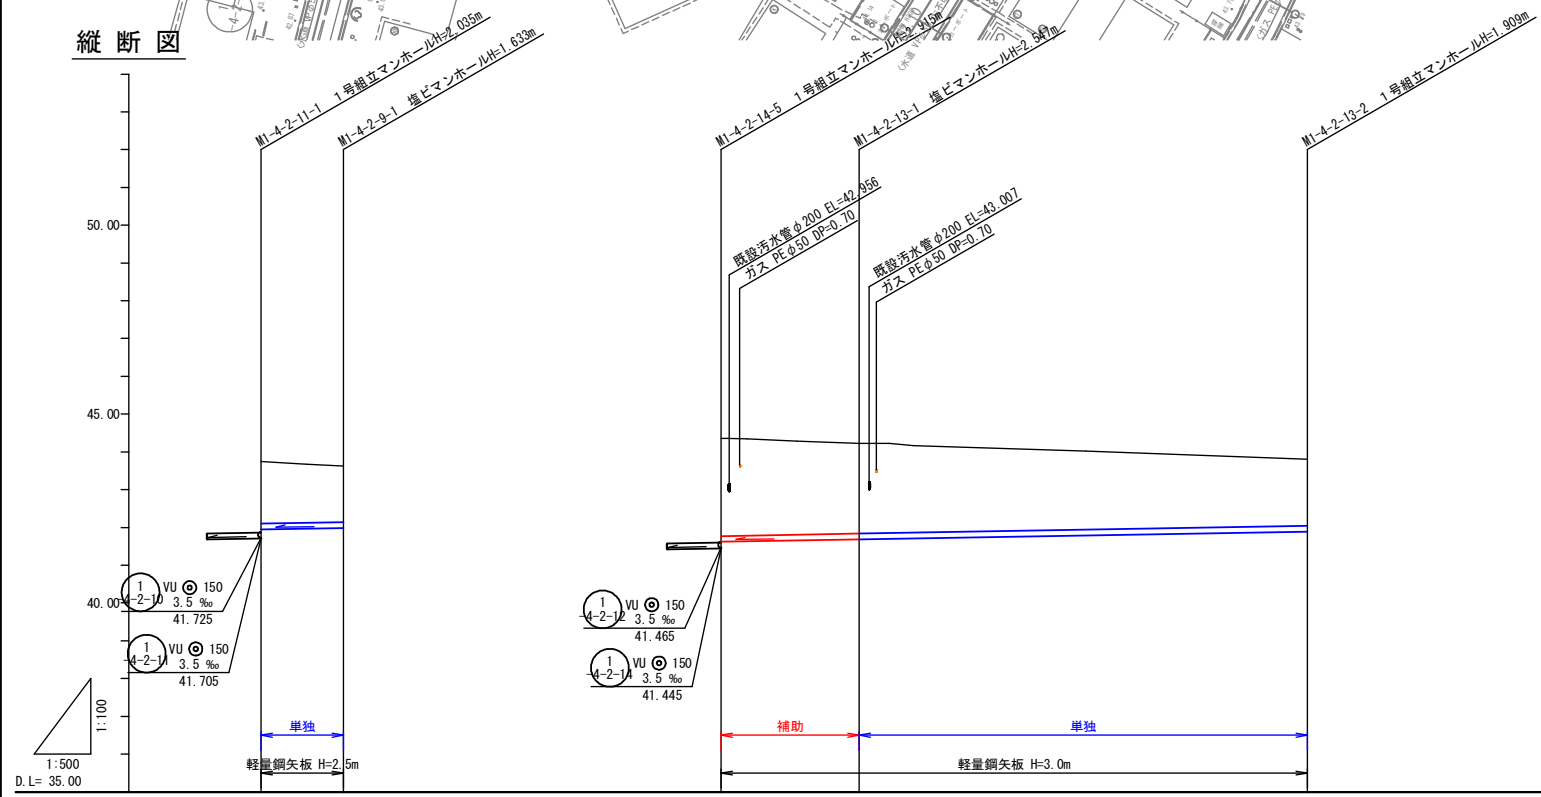 縦断図
M1-4-2-11-1 1号組立マンホールH=2.035m
M1-4-2-9-1 塩ビマンホールH=1.633m
M1-4-2-14-5 1号組立マンホールH=2.915m
M1-4-2-13-1 塩ビマンホールH=2.547m
M1-4-2-13-2 1号組立マンホールH=1.909m
既設汚水管φ200 EL=42.956
ガス PEφ50 DP=0.70
既設汚水管φ200 EL=43.007
ガス PEφ50 DP=0.70
50.00
45.00
40.00
1
-4-2-10
VU ◎ 150
3.5 ‰
41.725
1
-4-2-11
VU ◎ 150
3.5 ‰
41.705
1
-4-2-12
VU ◎ 150
3.5 ‰
41.465
1
-4-2-14
VU ◎ 150
3.5 ‰
41.445
1:100
1:500
D.L= 35.00
単独
補助
単独
軽量鋼矢板 H=2.5m
軽量鋼矢板 H=3.0m